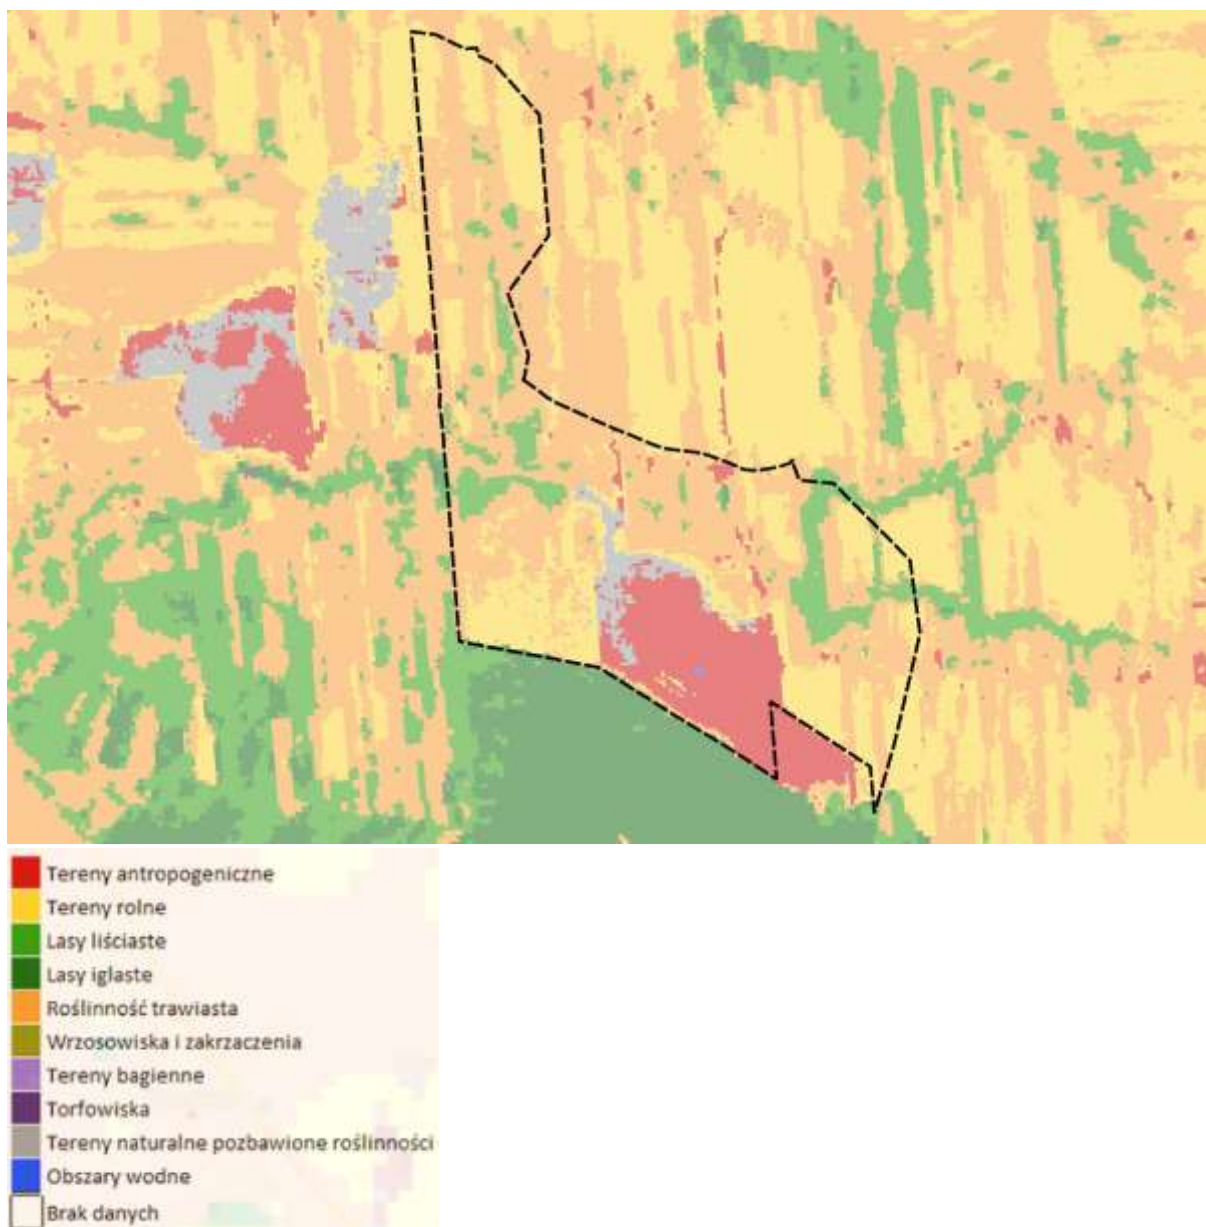 Tereny antropogeniczne
Tereny rolne
Lasy liściaste
Lasy iglaste
Roślinność trawiasta
Wrzosowiska i zakrzaczenia
Tereny bagienne
Torfowiska
Tereny naturalne pozbawione roślinności
Obszary wodne
Brak danych